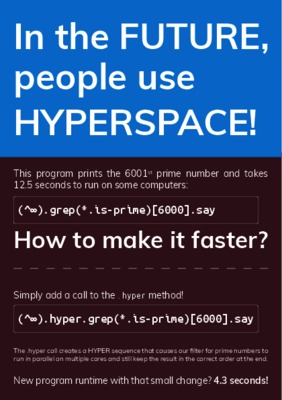 In the FUTURE,
people use
HYPERSPACE!
This program prints the 6001st prime number and takes
12.5 seconds to run on some computers:
(^∞).grep(*.is-prime)[6000].say
How to make it faster?
Simply add a call to the .hyper method!
(^∞).hyper.grep(*.is-prime)[6000].say
The .hyper call creates a HYPER sequence that causes our filter for prime numbers to
run in parallel on multiple cores and still keep the result in the correct order at the end.
New program runtime with that small change? 4.3 seconds!